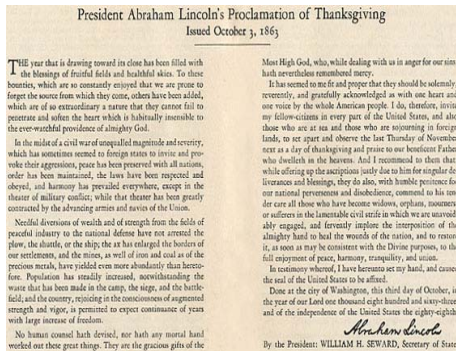 President Abraham Lincoln's Proclamation of Thanksgiving
Issued October 3, 1863
THE year that is drawing toward its close has been filled with
the blessings of fruitful fields and healthful skies. To these
bounties, which are so constantly enjoyed that we are prone to
forget the source from which they come, others have been added,
which are of so extraordinary a nature that they cannot fail to
penetrate and soften the heart which is habitually insensible to
the ever-watchful providence of almighty God.
In the midst of a civil war of unequalled magnitude and severity,
which has sometimes seemed to foreign states to invite and pro-
voke their aggressions, peace has been preserved with all nations,
order has been maintained, the laws have been respected and
obeyed, and harmony has prevailed everywhere, except in the
theater of military conflict; while that theater has been greatly
contracted by the advancing armies and navies of the Union.
Needful diversions of wealth and of strength from the fields of
peaceful industry to the national defense have not arrested the
plow, the shuttle, or the ship; the ax has enlarged the borders of
our settlements, and the mines, as well of iron and coal as of the
precious metals, have yielded even more abundantly than hereto-
fore. Population has steadily increased, notwithstanding the
waste that has been made in the camp, the siege, and the battle-
field; and the country, rejoicing in the consciousness of augmented
strength and vigor, is permitted to expect continuance of years
with large increase of freedom.
No human counsel hath devised, nor hath any mortal hand
worked out these great things. They are the gracious gifts of the
Most High God, who, while dealing with us in anger for our sins
hath nevertheless remembered mercy.
It has seemed to me fit and proper that they should be solemnly
reverently, and gratefully acknowledged as with one heart and
one voice by the whole American people. I do, therefore, invite
my fellow-citizens in every part of the United States, and also
those who are at sea and those who are sojourning in foreign
lands, to set apart and observe the last Thursday of November
next as a day of thanksgiving and praise to our beneficent Father
who dwelleth in the heavens. And I recommend to them that
while offering up the ascriptions justly due to him for singular de-
liverances and blessings, they do also, with humble penitence for
our national perverseness and disobedience, commend to his ten
der care all those who have become widows, orphans, mourners
or sufferers in the lamentable civil strife in which we are unavoid
ably engaged, and fervently implore the interposition of the
almighty hand to heal the wounds of the nation, and to restore
it, as soon as may be consistent with the Divine purposes, to the
full enjoyment of peace, harmony, tranquility, and union.
In testimony whereof, I have hereunto set my hand, and cause
the seal of the United States to be affixed.
Done at the city of Washington, this third day of October, in
the year of our Lord one thousand eight hundred and sixty-three
and of the Independence of the United States the eighty-eighth
Abraham Lincoln
By the President: WILLIAM H. SEWARD, Secretary of State